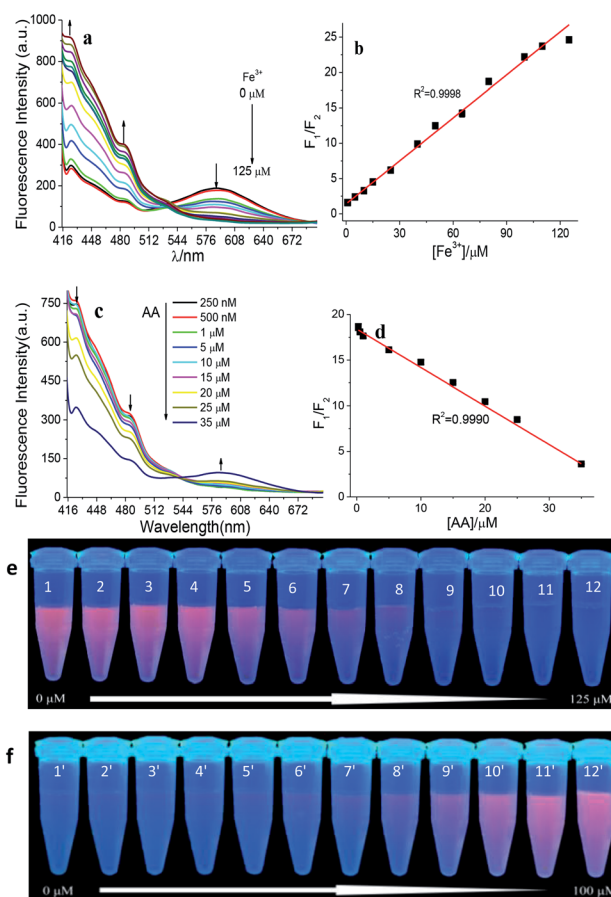 a
Fluorescence Intensity (a.u.)
1000
900
800
700
600
500
400
300
200
100
0
Fe³⁺
0 μM
125 μM
416 448 480 512 544 576 608 640 672
λ/nm
b
F₁/F₂
25
20
15
10
5
0
R²=0.9998
0 30 60 90 120
[Fe³⁺]/μM
c
Fluorescence Intensity(a.u.)
750
600
450
300
150
0
AA
250 nM
500 nM
1 μM
5 μM
10 μM
15 μM
20 μM
25 μM
35 μM
416 448 480 512 544 576 608 640 672
Wavelength(nm)
d
F₁/F₂
20
15
10
5
0
R²=0.9990
0 10 20 30
[AA]/μM
e
1 2 3 4 5 6 7 8 9 10 11 12
0 μM 125 μM
f
1' 2' 3' 4' 5' 6' 7' 8' 9' 10' 11' 12'
0 μM 100 μM